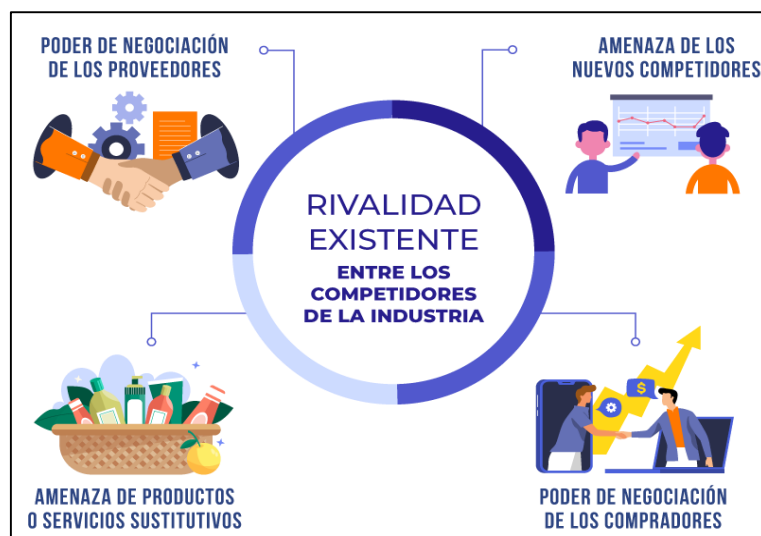 PODER DE NEGOCIACIÓN
DE LOS PROVEEDORES
AMENAZA DE LOS
NUEVOS COMPETIDORES
RIVALIDAD
EXISTENTE
ENTRE LOS
COMPETIDORES
DE LA INDUSTRIA
$
AMENAZA DE PRODUCTOS
O SERVICIOS SUSTITUTIVOS
PODER DE NEGOCIACIÓN
DE LOS COMPRADORES